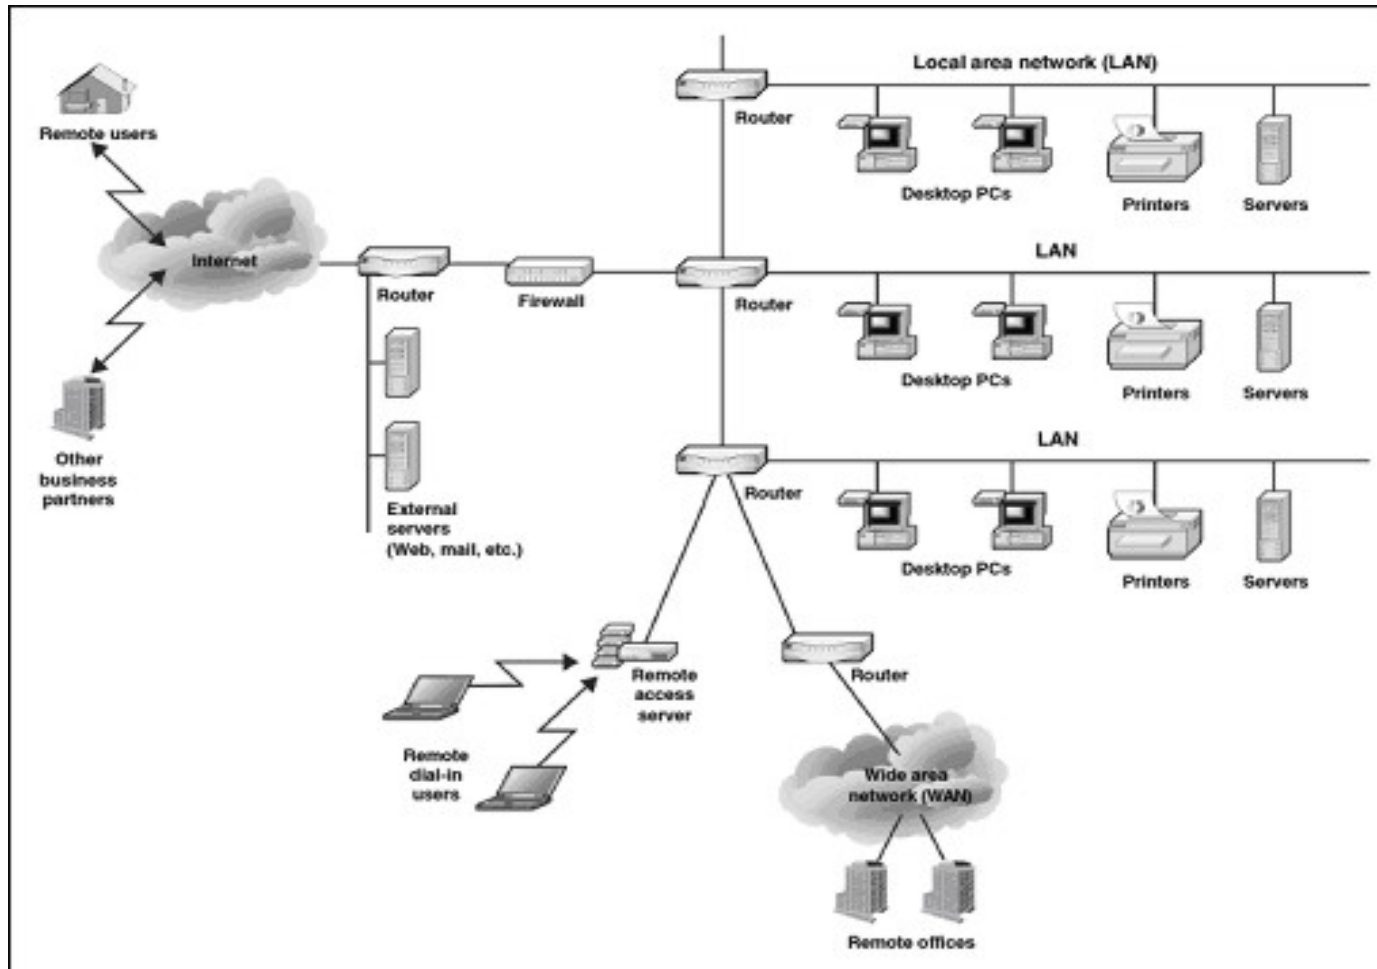 Local area network (LAN)
Router
Desktop PCs
Printers
Servers
Remote users
Internet
Router
Firewall
Router
LAN
Desktop PCs
Printers
Servers
Other
business
partners
External
servers
(Web, mail, etc.)
Router
LAN
Desktop PCs
Printers
Servers
Remote
access
server
Router
Remote
dial-in
users
Wide area
network (WAN)
Remote offices